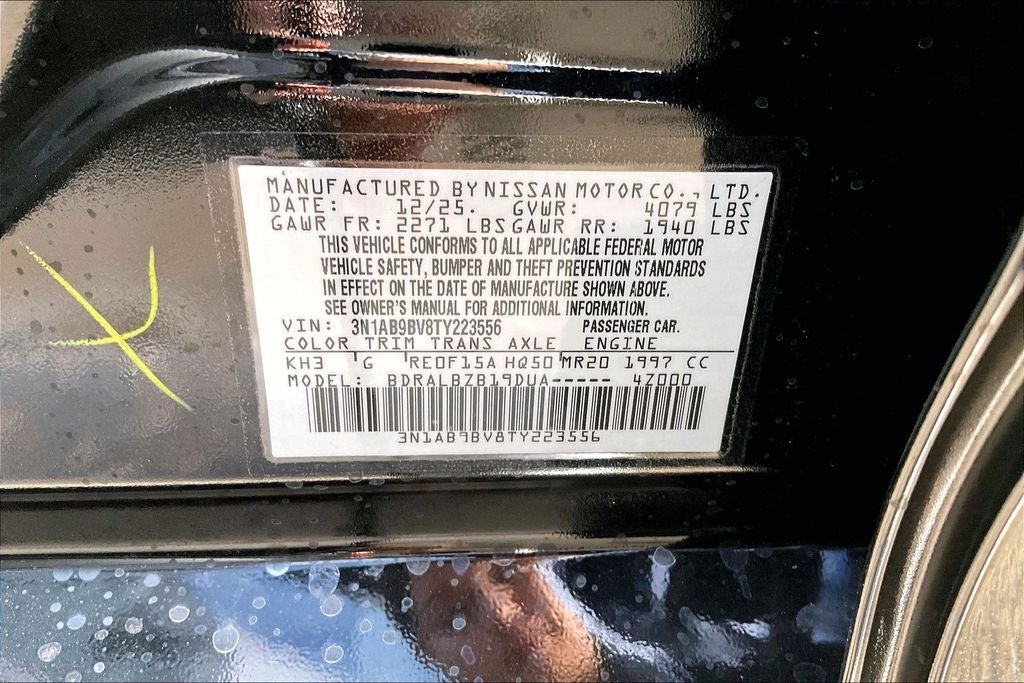 MANUFACTURED BY NISSAN MOTOR CO., LTD.
DATE: 12/25. GVWR: 4079 LBS
GAWR FR: 2271 LBS GAWR RR: 1940 LBS
THIS VEHICLE CONFORMS TO ALL APPLICABLE FEDERAL MOTOR
VEHICLE SAFETY, BUMPER AND THEFT PREVENTION STANDARDS
IN EFFECT ON THE DATE OF MANUFACTURE SHOWN ABOVE.
SEE OWNER'S MANUAL FOR ADDITIONAL INFORMATION.
VIN: 3N1AB9BV8TY223556 PASSENGER CAR.
COLOR TRIM TRANS AXLE ENGINE
KH3 G RE0F15A HQ50 MR20 1997 CC
MODEL: BDRALBZB19DUA----- 4Z000
3N1AB9BV8TY223556